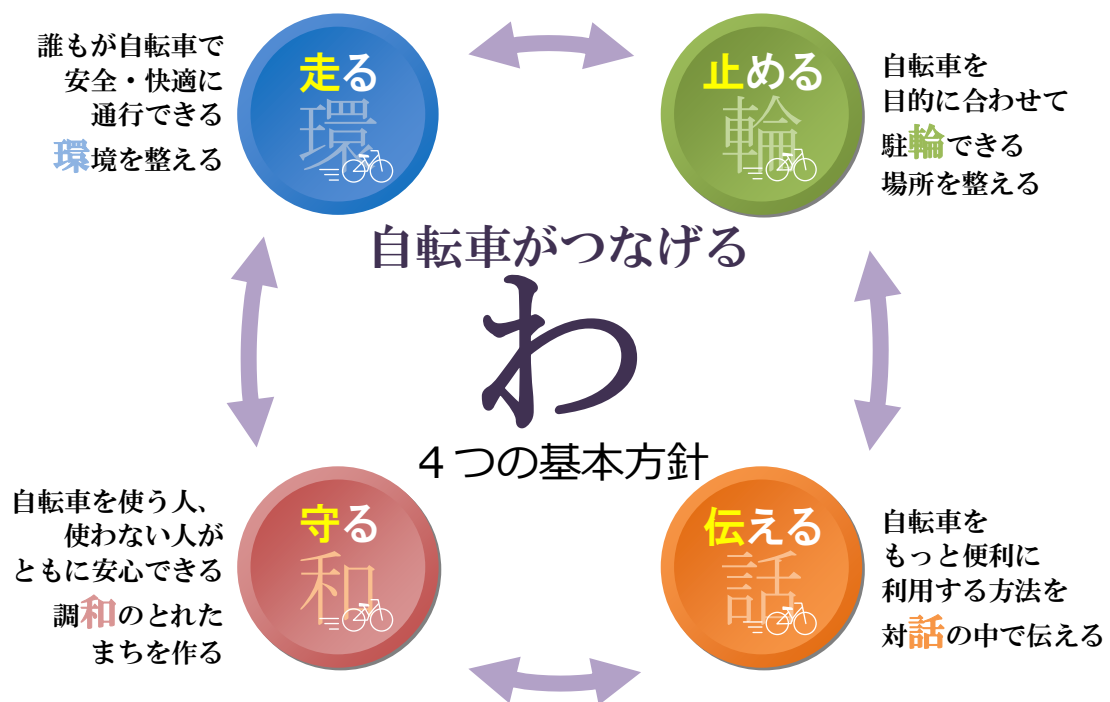 誰もが自転車で
安全・快適に
通行できる
環境を整える
走る
環
止める
輪
自転車を
目的に合わせて
駐輪できる
場所を整える
自転車がつなげる
わ
４つの基本方針
自転車を使う人、
使わない人が
ともに安心できる
調和のとれた
まちを作る
守る
和
伝える
話
自転車を
もっと便利に
利用する方法を
対話の中で伝える